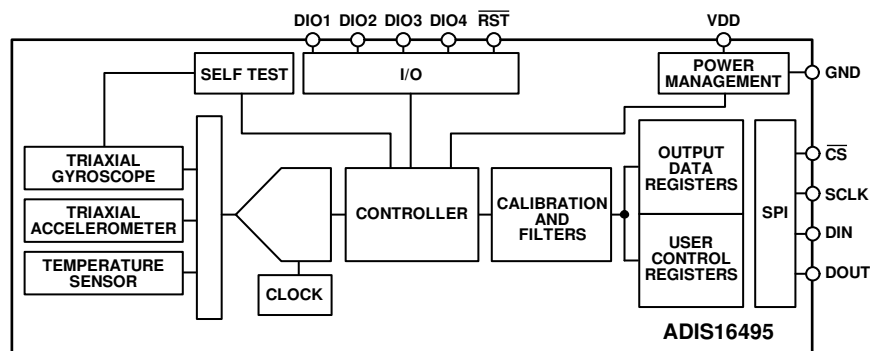 DIO1 DIO2 DIO3 DIO4 RST VDD
SELF TEST
I/O
POWER
MANAGEMENT
GND
TRIAXIAL
GYROSCOPE
TRIAXIAL
ACCELEROMETER
TEMPERATURE
SENSOR
CLOCK
CONTROLLER
CALIBRATION
AND
FILTERS
OUTPUT
DATA
REGISTERS
USER
CONTROL
REGISTERS
SPI
CS
SCLK
DIN
DOUT
ADIS16495